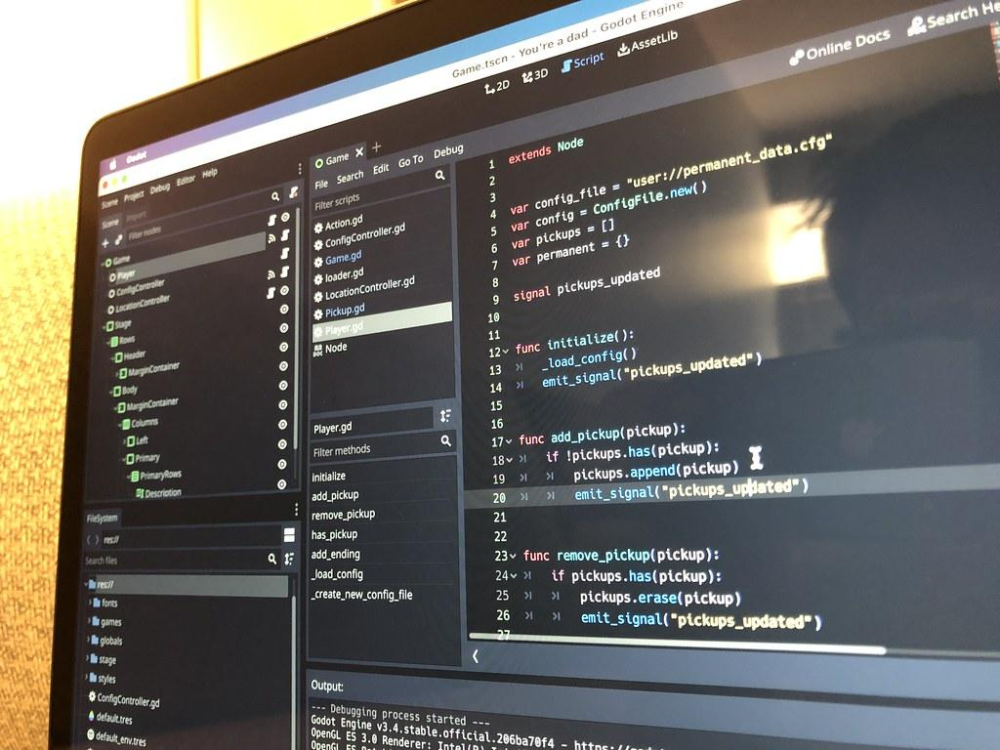 Game.tscn - You're a dad - Godot Engine
Godot
Scene Project Debug Editor Help
2D 3D Script AssetLib
Online Docs Search He
Scene Import
Filter nodes
Game
Player
ConfigController
LocationController
Stage
Rows
Header
MarginContainer
Body
MarginContainer
Columns
Left
Primary
PrimaryRows
Description
FileSystem
res://
Search files
res://
fonts
games
globals
stage
styles
ConfigController.gd
default.tres
default_env.tres
Game
File Search Edit Go To Debug
Filter scripts
Action.gd
ConfigController.gd
Game.gd
loader.gd
LocationController.gd
Pickup.gd
Player.gd
Node
Player.gd
Filter methods
initialize
add_pickup
remove_pickup
has_pickup
add_ending
_load_config
_create_new_config_file
1 extends Node
2
3
4 var config_file = "user://permanent_data.cfg"
5 var config = ConfigFile.new()
6 var pickups = []
7 var permanent = {}
8
9 signal pickups_updated
10
11
12 func initialize():
13 _load_config()
14 emit_signal("pickups_updated")
15
16
17 func add_pickup(pickup):
18 if !pickups.has(pickup):
19 pickups.append(pickup)
20 emit_signal("pickups_updated")
21
22
23 func remove_pickup(pickup):
24 if pickups.has(pickup):
25 pickups.erase(pickup)
26 emit_signal("pickups_updated")
27
Output:
--- Debugging process started ---
Godot Engine v3.4.stable.official.206ba70f4 - https://god
OpenGL ES 3.0 Renderer: Intel(R)
OpenGL ES